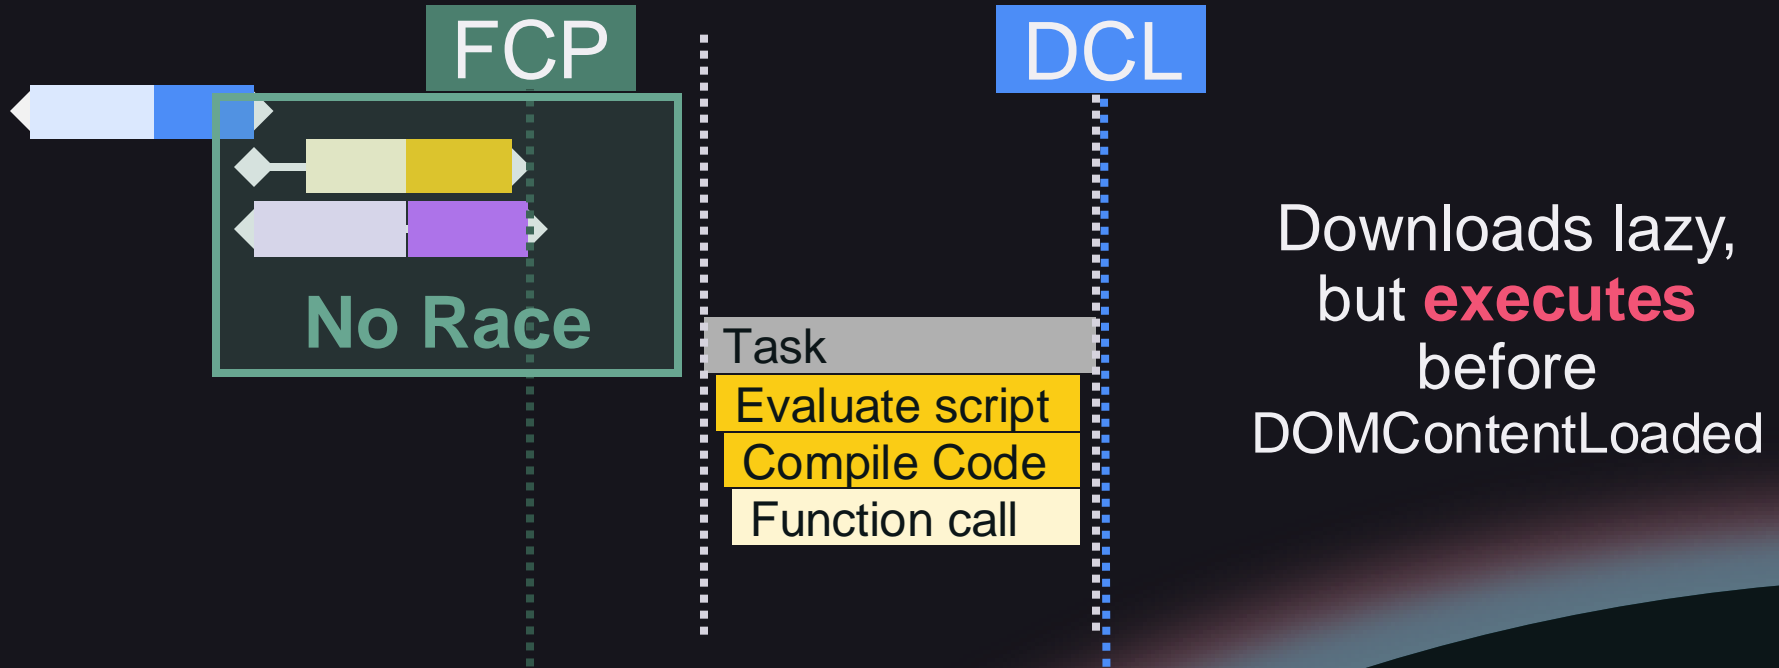 FCP
DCL
No Race
Task
Evaluate script
Compile Code
Function call
Downloads lazy,
but executes
before
DOMContentLoaded